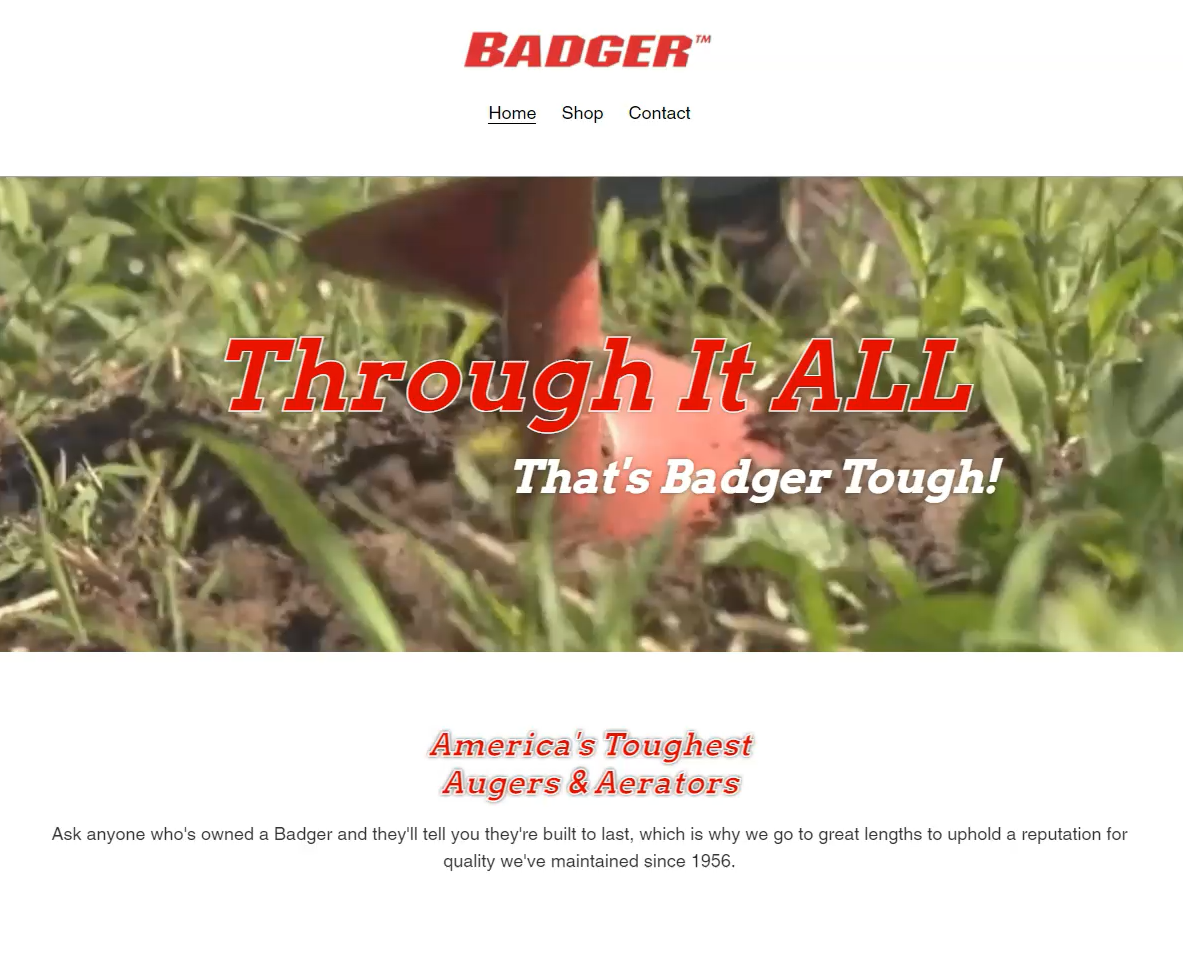 BADGER™
Home Shop Contact
Through It ALL
That's Badger Tough!
America's Toughest
Augers & Aerators
Ask anyone who's owned a Badger and they'll tell you they're built to last, which is why we go to great lengths to uphold a reputation for
quality we've maintained since 1956.